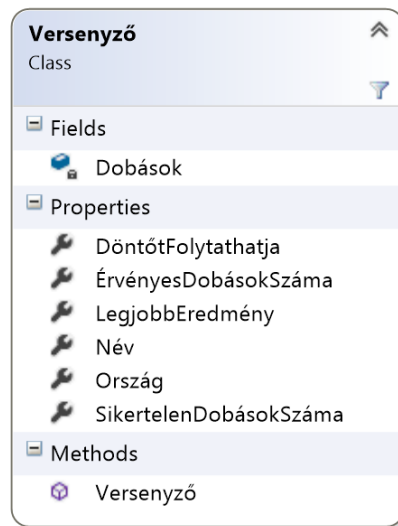 Versenyző
Class
Fields
Dobások
Properties
DöntőtFolytathatja
ÉrvényesDobásokSzáma
LegjobbEredmény
Név
Ország
SikertelenDobásokSzáma
Methods
Versenyző